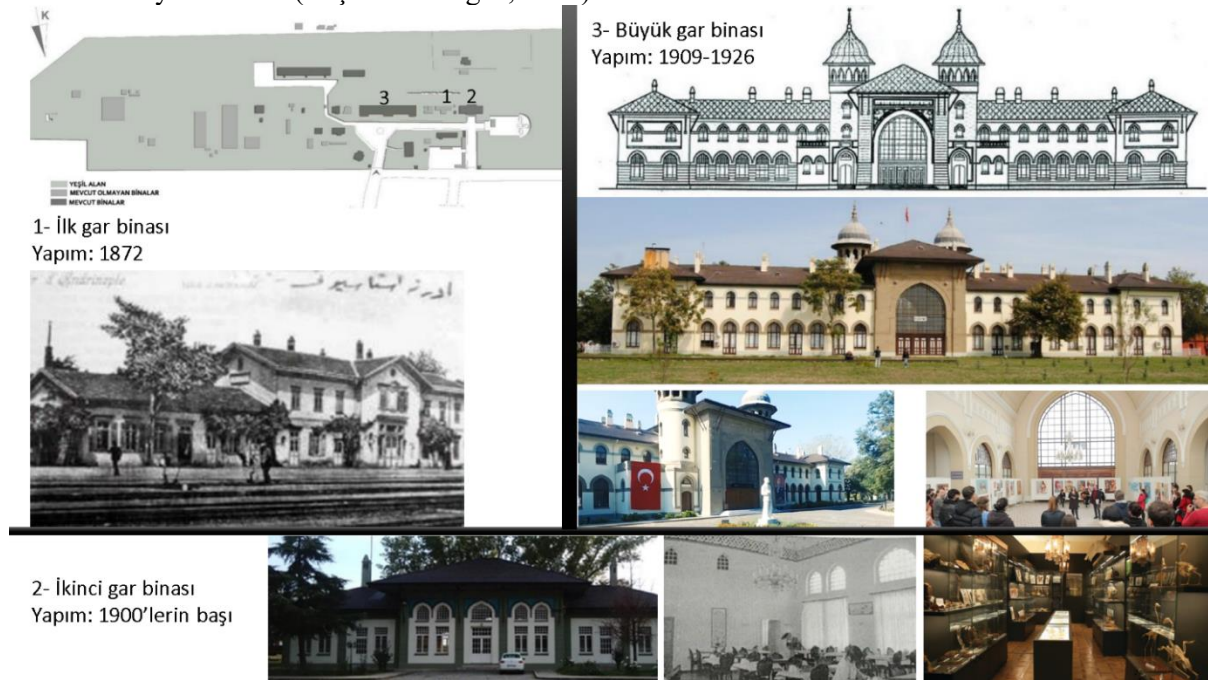 K
3
1
2
YEŞİL ALAN
MEVCUT OLMAYAN BİNALAR
MEVCUT BİNALAR
1- İlk gar binası
Yapım: 1872
3- Büyük gar binası
Yapım: 1909-1926
2- İkinci gar binası
Yapım: 1900’lerin başı